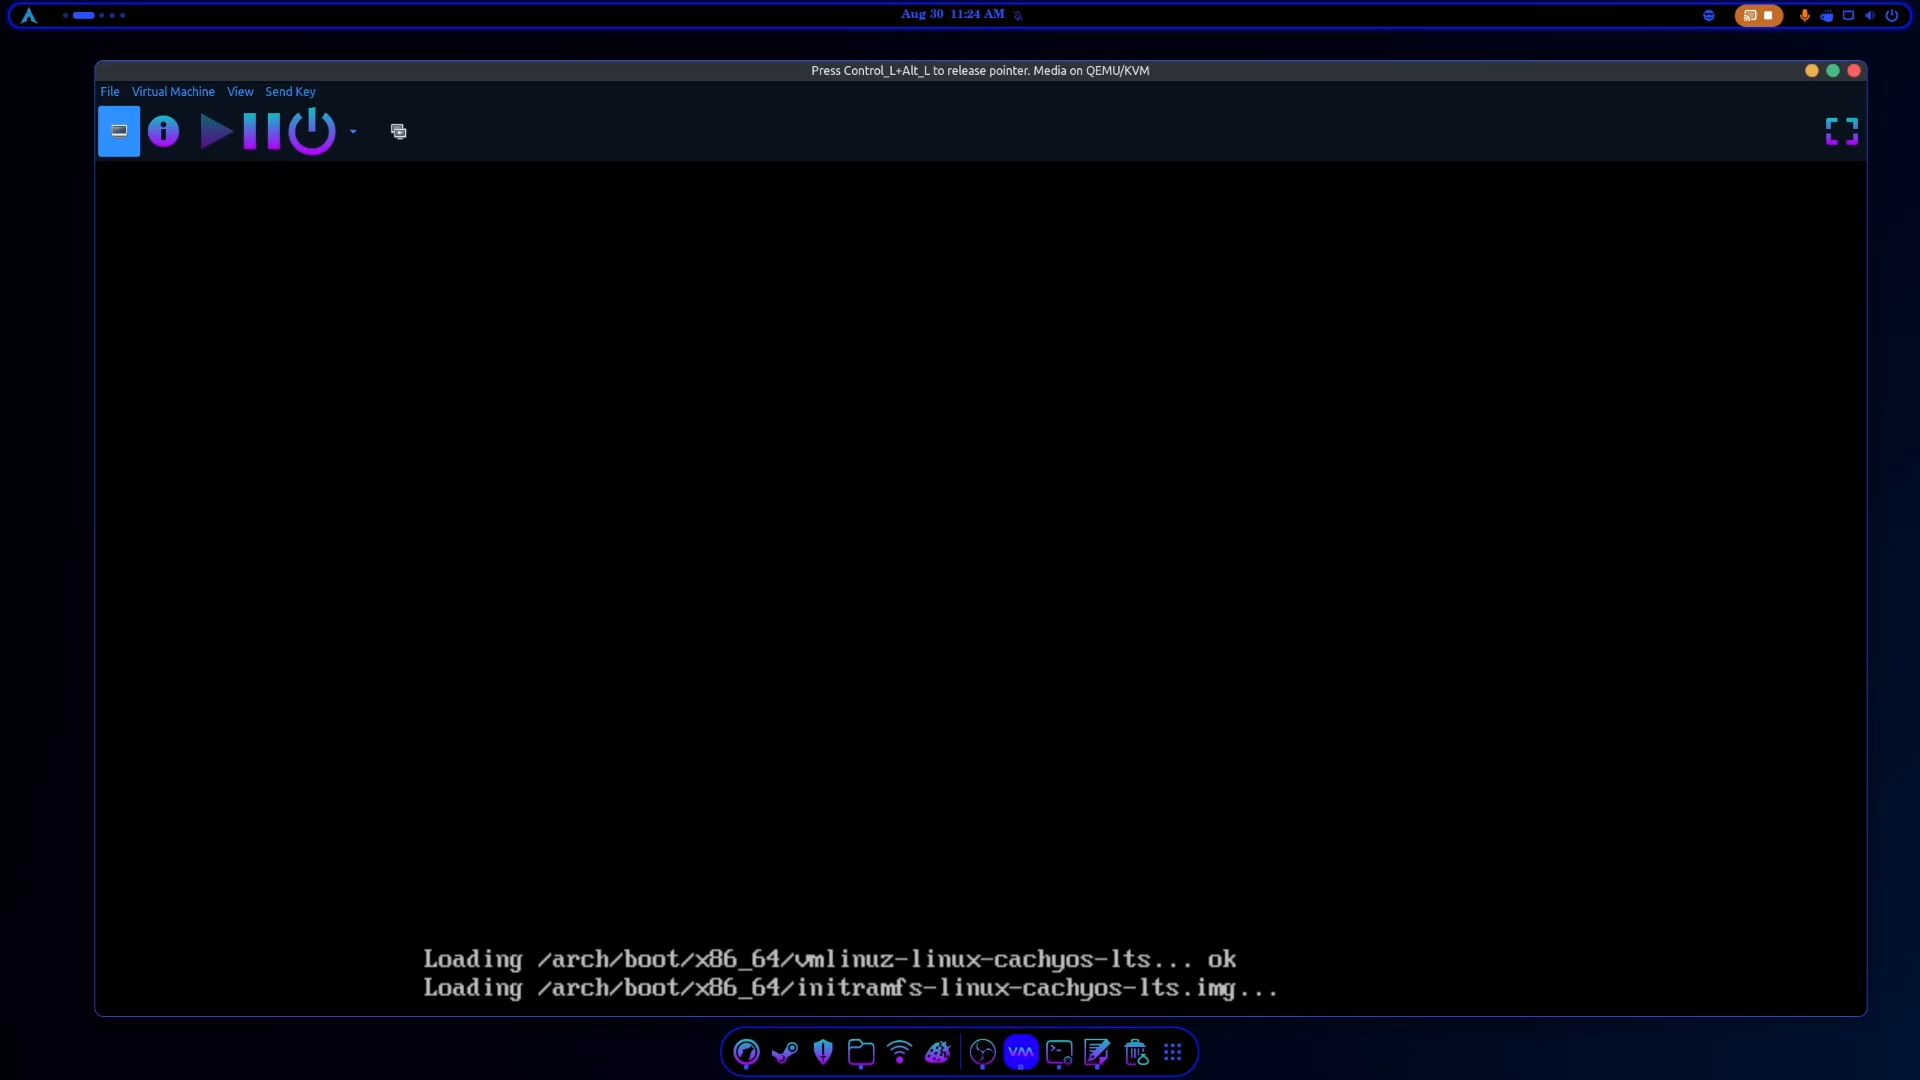 Aug 30 11:24 AM
Press Control_L+Alt_L to release pointer. Media on QEMU/KVM
File Virtual Machine View Send Key
Loading /arch/boot/x86_64/vmlinuz-linux-cachyos-lts... ok
Loading /arch/boot/x86_64/initramfs-linux-cachyos-lts.img...
VM